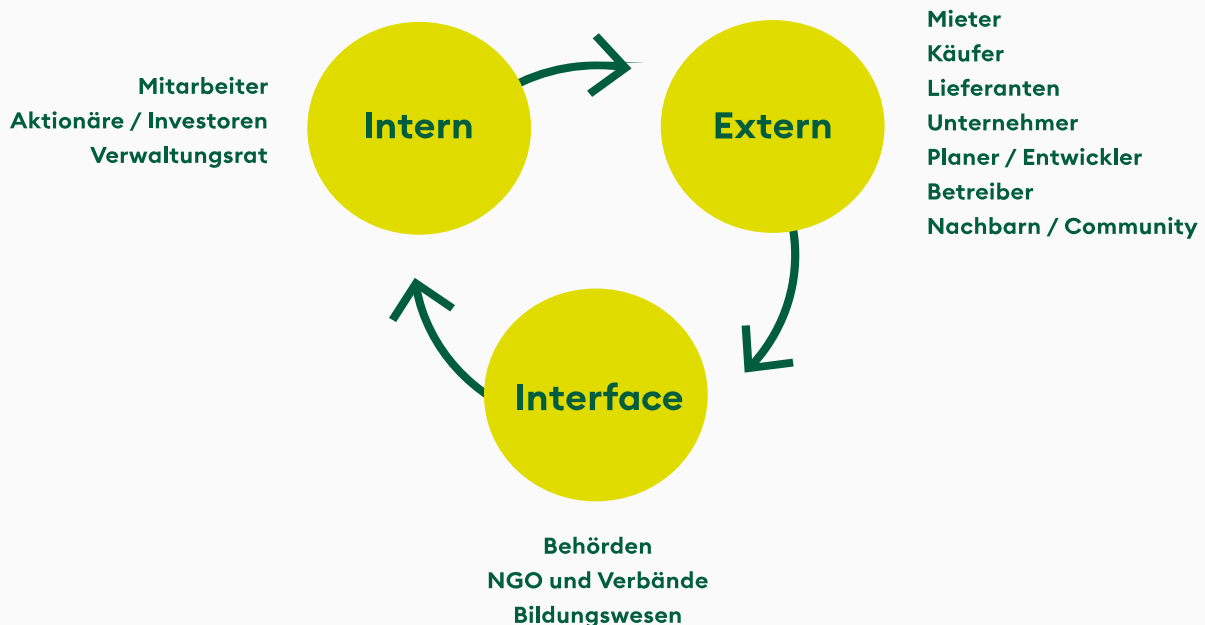 Mitarbeiter
Aktionäre / Investoren
Verwaltungsrat
Intern
Extern
Mieter
Käufer
Lieferanten
Unternehmer
Planer / Entwickler
Betreiber
Nachbarn / Community
Interface
Behörden
NGO und Verbände
Bildungswesen